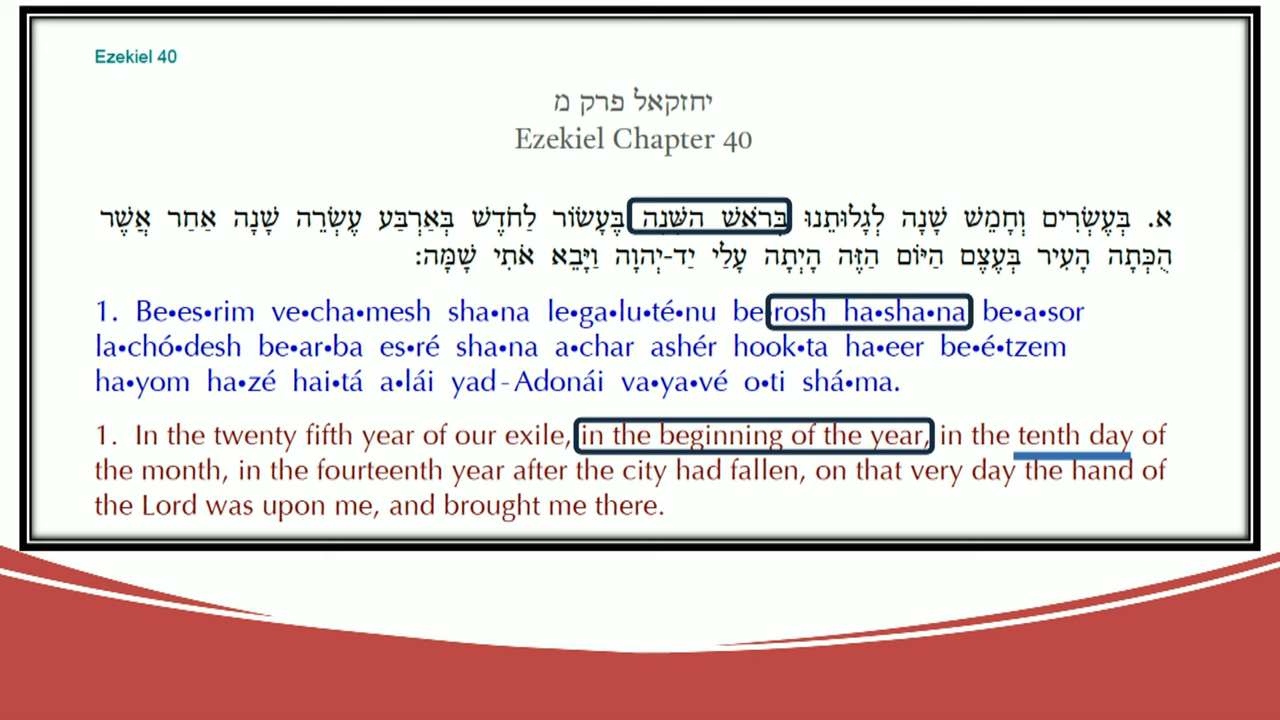 Ezekiel 40
יחזקאל פרק מ
Ezekiel Chapter 40
א. בְּעֶשְׂרִים וְחָמֵשׁ שָׁנָה לְגָלוּתֵנוּ בְּרֹאשׁ הַשָּׁנָה בֶּעָשׂוֹר לַחֹדֶשׁ בְּאַרְבַּע עֶשְׂרֵה שָׁנָה אַחַר אֲשֶׁר
הֻכְּתָה הָעִיר בְּעֶצֶם הַיּוֹם הַזֶּה הָיְתָה עָלַי יַד-יְהוָה וַיָּבֵא אֹתִי שָׁמָּה:
1. Be•es•rim ve•cha•mesh sha•na le•ga•lu•té•nu be•rosh ha•sha•na be•a•sor
la•chó•desh be•ar•ba es•ré sha•na a•char ashér hook•ta ha•eer be•é•tzem
ha•yom ha•zé hai•tá a•lái yad-Adonái va•ya•vé o•ti shá•ma.
1. In the twenty fifth year of our exile, in the beginning of the year, in the tenth day of
the month, in the fourteenth year after the city had fallen, on that very day the hand of
the Lord was upon me, and brought me there.